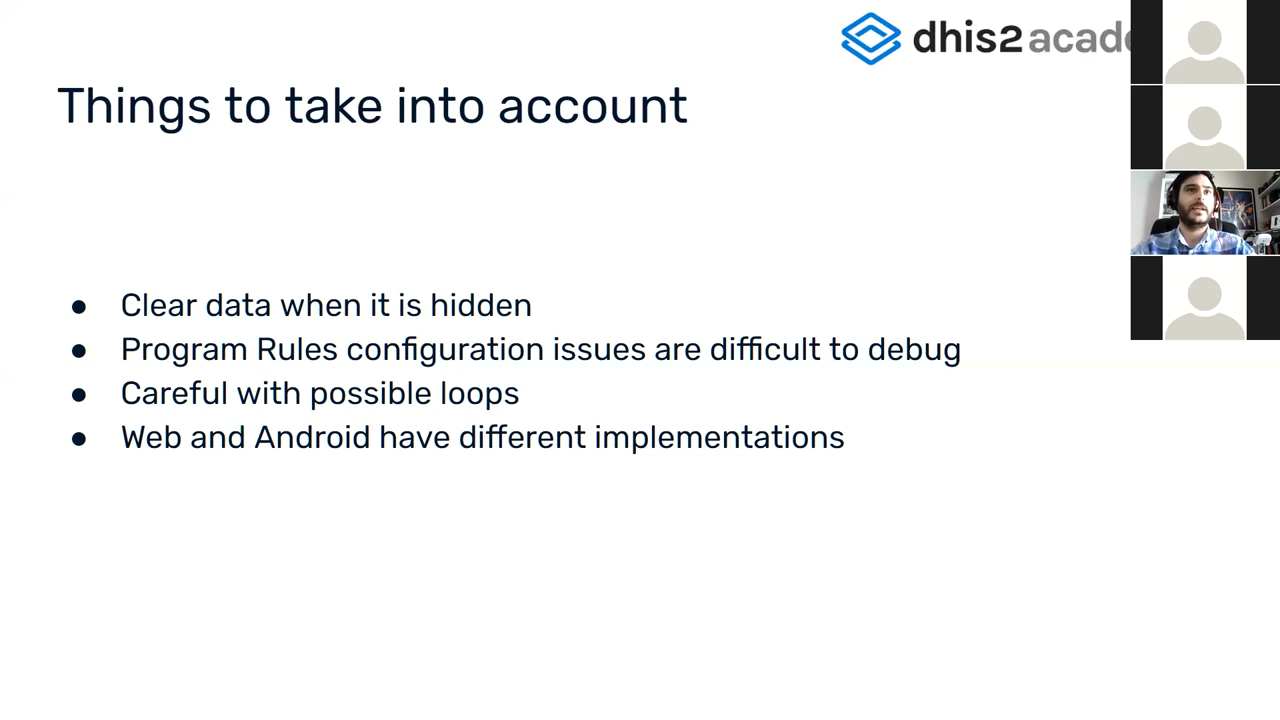 dhis2 acade
Things to take into account
● Clear data when it is hidden
● Program Rules configuration issues are difficult to debug
● Careful with possible loops
● Web and Android have different implementations